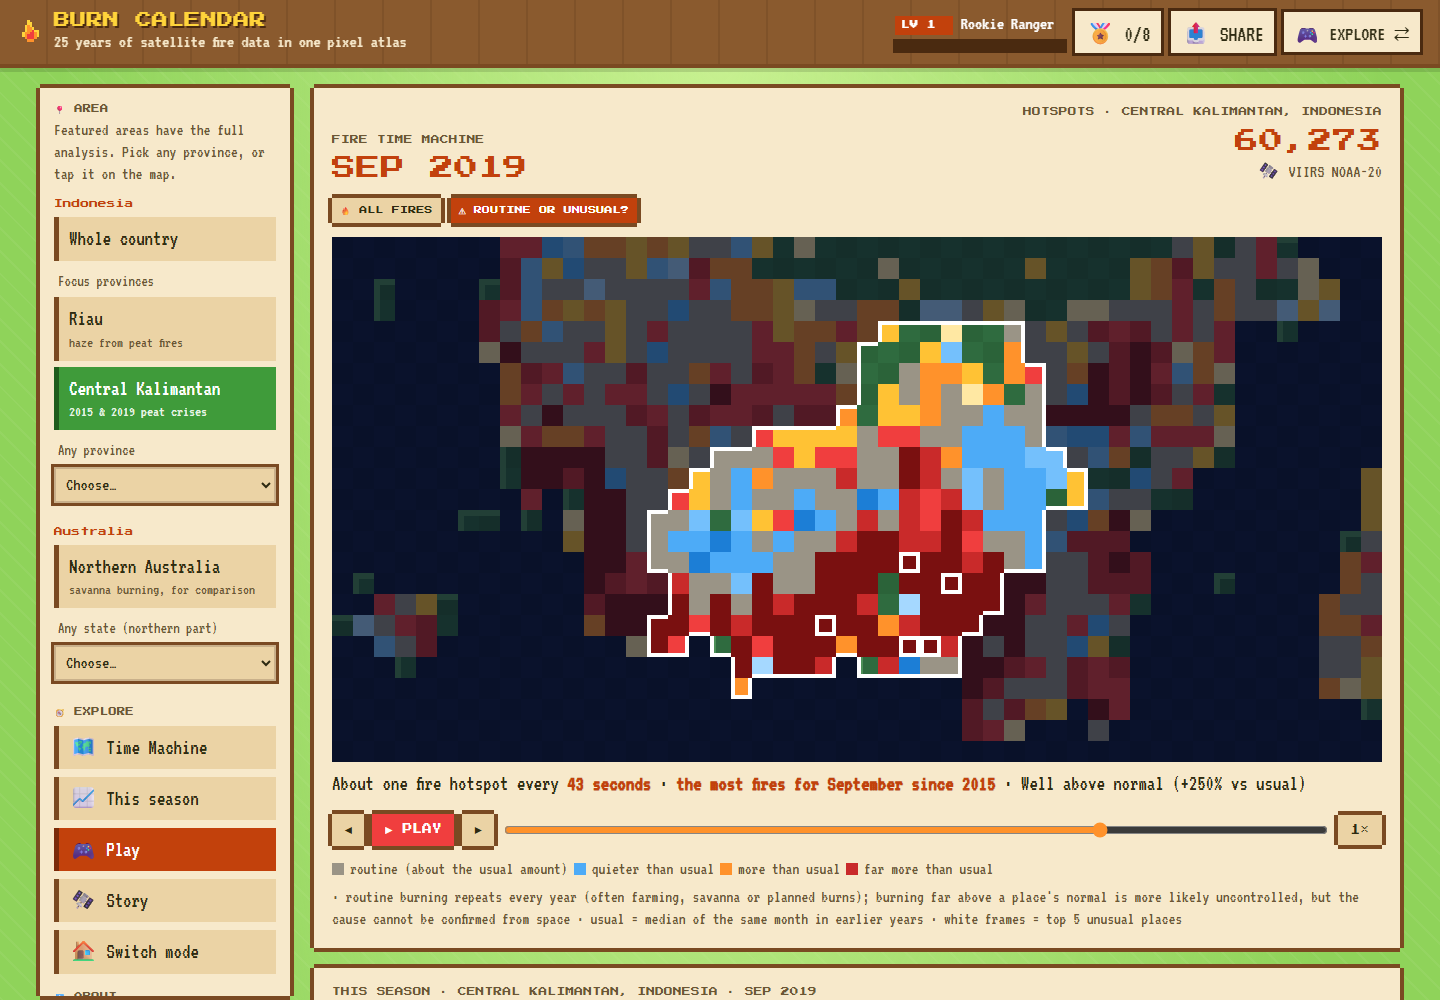 BURN CALENDAR
25 years of satellite fire data in one pixel atlas
LV 1 Rookie Ranger
0/8
SHARE
EXPLORE ⇄
AREA
Featured areas have the full
analysis. Pick any province, or
tap it on the map.
Indonesia
Whole country
Focus provinces
Riau
haze from peat fires
Central Kalimantan
2015 & 2019 peat crises
Any province
Choose…
Australia
Northern Australia
savanna burning, for comparison
Any state (northern part)
Choose…
EXPLORE
Time Machine
This season
Play
Story
Switch mode
ABOUT
HOTSPOTS · CENTRAL KALIMANTAN, INDONESIA
FIRE TIME MACHINE
60,273
SEP 2019
VIIRS NOAA-20
ALL FIRES
ROUTINE OR UNUSUAL?
About one fire hotspot every 43 seconds · the most fires for September since 2015 · Well above normal (+250% vs usual)
◄ ► PLAY ► 1×
routine (about the usual amount) quieter than usual more than usual far more than usual
· routine burning repeats every year (often farming, savanna or planned burns); burning far above a place's normal is more likely uncontrolled, but the
cause cannot be confirmed from space · usual = median of the same month in earlier years · white frames = top 5 unusual places
THIS SEASON · CENTRAL KALIMANTAN, INDONESIA · SEP 2019